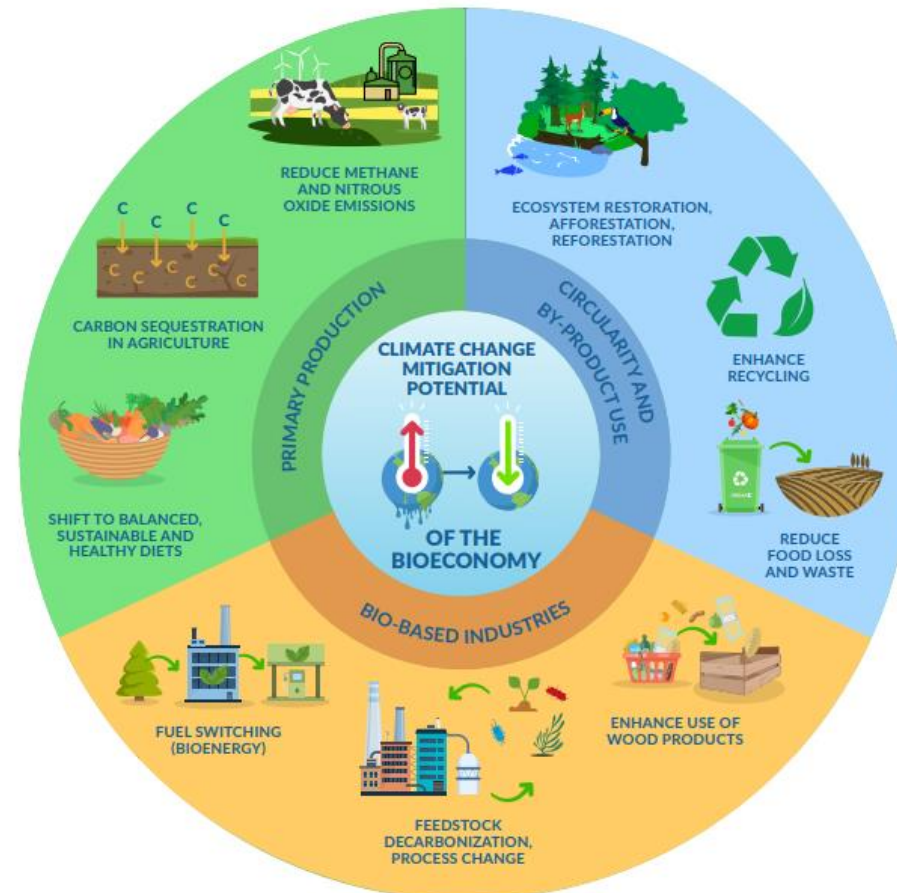 REDUCE METHANE
AND NITROUS
OXIDE EMISSIONS
C C C C
C C C C C C
CARBON SEQUESTRATION
IN AGRICULTURE
SHIFT TO BALANCED,
SUSTAINABLE AND
HEALTHY DIETS
PRIMARY PRODUCTION
ECOSYSTEM RESTORATION,
AFFORESTATION,
REFORESTATION
ENHANCE
RECYCLING
REDUCE
FOOD LOSS
AND WASTE
CIRCULARITY AND
BY-PRODUCT USE
CLIMATE CHANGE
MITIGATION
POTENTIAL
OF THE
BIOECONOMY
BIO-BASED INDUSTRIES
FUEL SWITCHING
(BIOENERGY)
FEEDSTOCK
DECARBONIZATION,
PROCESS CHANGE
ENHANCE USE OF
WOOD PRODUCTS